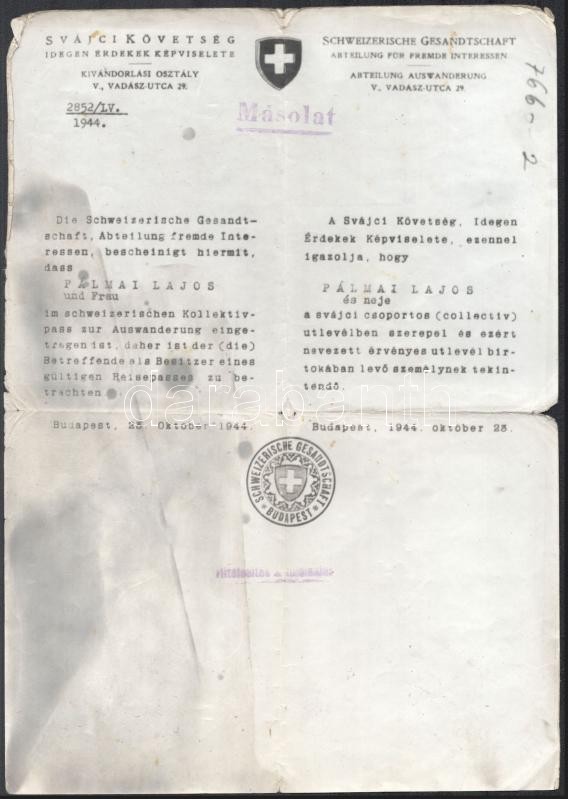 SVÁJCI KÖVETSÉG
IDEGEN ÉRDEKEK KÉPVISELETE
KIVÁNDORLÁSI OSZTÁLY
V., VADÁSZ-UTCA 29.
2852/LV.
1944.
SCHWEIZERISCHE GESANDTSCHAFT
ABTEILUNG FÜR FREMDE INTERESSEN
ABTEILUNG AUSWANDERUNG
V., VADÁSZ-UTCA 29.
Másolat
Die Schweizerische Gesandt-
schaft, Abteilung fremde Inte-
ressen, bescheinigt hiermit,
dass
PÁLMAI LAJOS
und Frau
im schweizerischen Kollektiv-
pass zur Auswanderung einge-
tragen ist, daher ist der (die)
Betreffende als Besitzer eines
gültigen Reisepasses zu be-
trachten.
Budapest, 23. Oktober 1944.
A Svájci Követség, Idegen
Érdekek Képviselete, ezennel
igazolja, hogy
PÁLMAI LAJOS
és neje
a svájci csoportos (collectiv)
utlevélben szerepel és ezért
nevezett érvényes utlevél bir-
tokában levő személynek tekin-
tendő.
Budapest, 1944. október 23.
darabanth
SCHWEIZERISCHE GESANDTSCHAFT
* BUDAPEST *